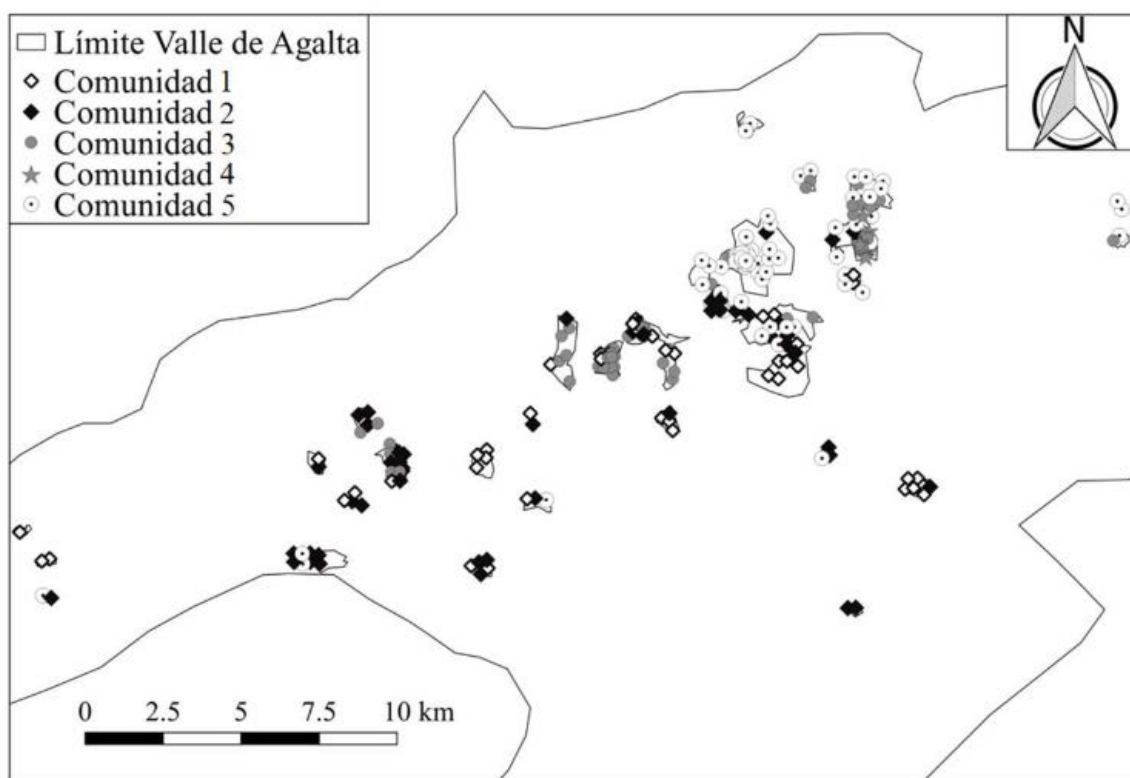 Límite Valle de Agalta
Comunidad 1
Comunidad 2
Comunidad 3
Comunidad 4
Comunidad 5
N
0 2.5 5 7.5 10 km